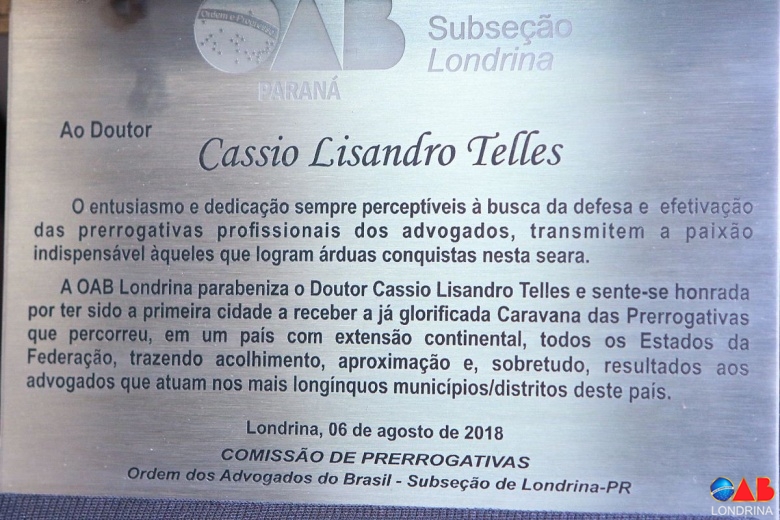 Ordem e Progresso
OAB
Subseção
Londrina
PARANÁ
Ao Doutor
Cassio Lisandro Telles
O entusiasmo e dedicação sempre perceptíveis à busca da defesa e efetivação
das prerrogativas profissionais dos advogados, transmitem a paixão
indispensável àqueles que logram árduas conquistas nesta seara.
A OAB Londrina parabeniza o Doutor Cassio Lisandro Telles e sente-se honrada
por ter sido a primeira cidade a receber a já glorificada Caravana das Prerrogativas
que percorreu, em um país com extensão continental, todos os Estados da
Federação, trazendo acolhimento, aproximação e, sobretudo, resultados aos
advogados que atuam nos mais longínquos municípios/distritos deste país.
Londrina, 06 de agosto de 2018
COMISSÃO DE PRERROGATIVAS
Ordem dos Advogados do Brasil - Subseção de Londrina-PR
OAB
LONDRINA